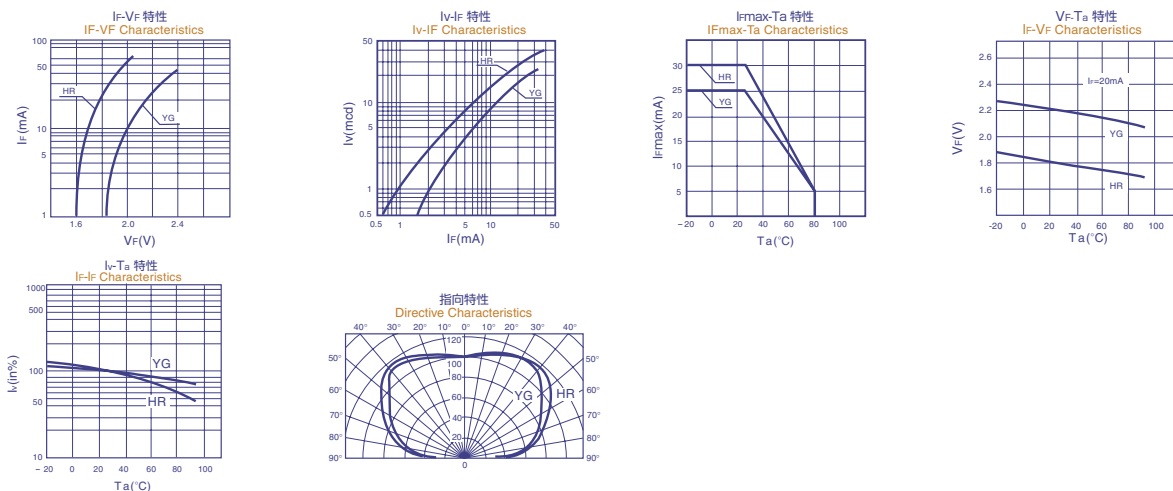 IF-VF 特性
IF-VF Characteristics
100
50
10
5
1
IF(mA)
HR
YG
1.6 2.0 2.4
VF(V)
Iv-IF 特性
Iv-IF Characteristics
50
10
5
1
0.5
Iv(mcd)
HR
YG
0.5 1 5 10 50
IF(mA)
IFmax-Ta 特性
IFmax-Ta Characteristics
30
25
20
15
10
5
0
IFmax(mA)
HR
YG
-20 0 20 40 60 80 100
Ta(°C)
VF-Ta 特性
IF-VF Characteristics
2.6
2.4
2.2
2.0
1.8
1.6
VF(V)
IF=20mA
YG
HR
-20 0 20 40 60 80 100
Ta(°C)
Iv-Ta 特性
IF-IF Characteristics
1000
500
100
50
10
Iv(in%)
YG
HR
-20 0 20 40 60 80 100
Ta(°C)
指向特性
Directive Characteristics
40° 30° 20° 10° 0° 10° 20° 30° 40°
50° 50°
60° 60°
70° 70°
80° 80°
90° 90°
120
100
80
60
40
20
0
YG HR